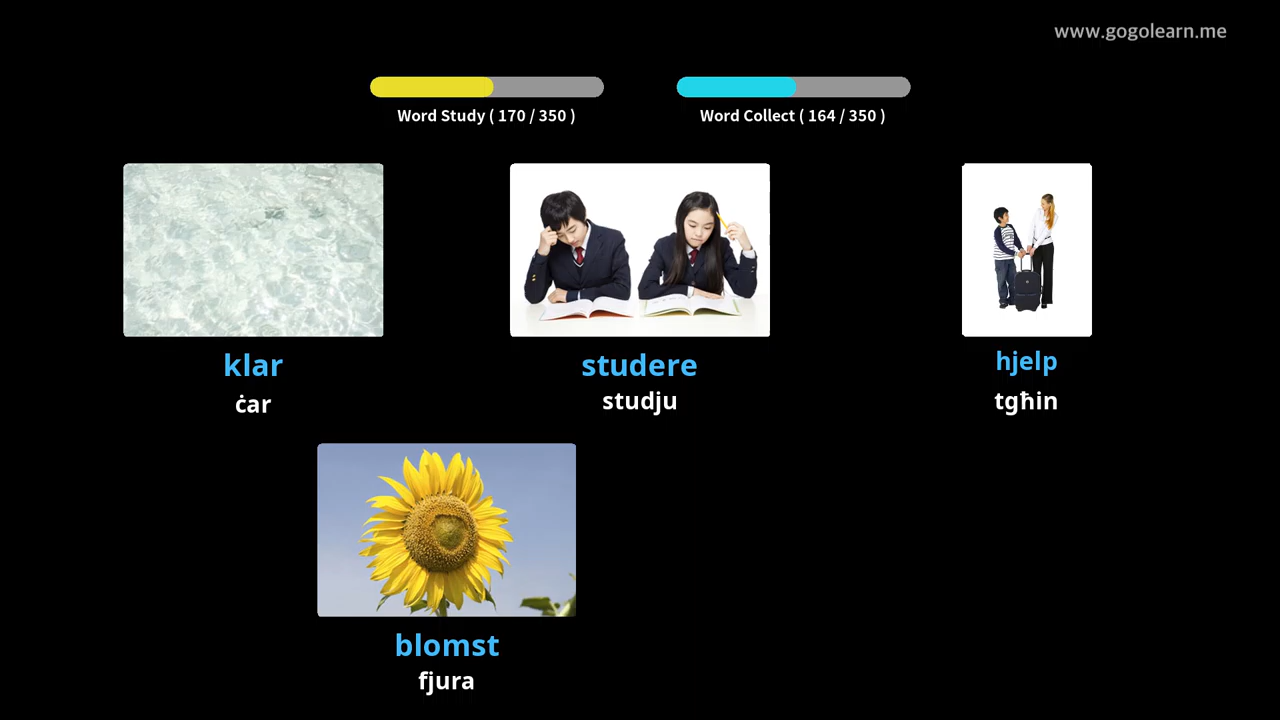 www.gogolearn.me
Word Study ( 170 / 350 )
Word Collect ( 164 / 350 )
klar
ċar
studere
studju
hjelp
tgħin
blomst
fjura